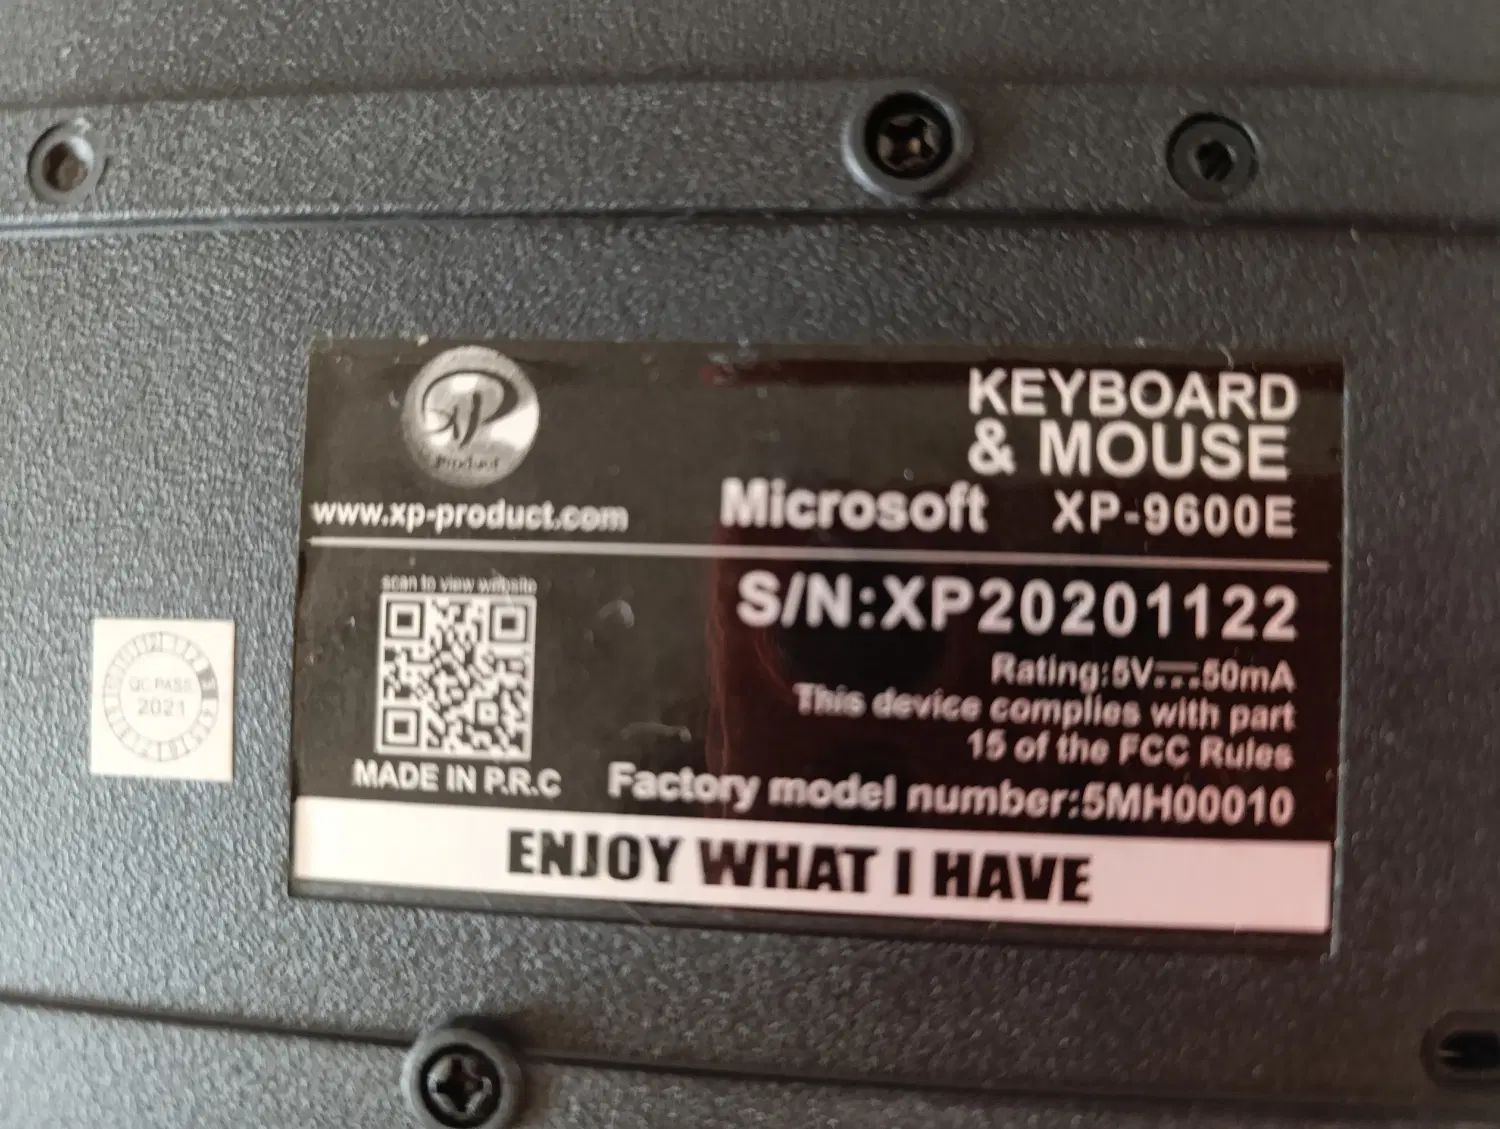 XP
Product
www.xp-product.com
KEYBOARD
& MOUSE
Microsoft XP-9600E
scan to view website
MADE IN P.R.C
S/N:XP20201122
Rating:5V⎓50mA
This device complies with part
15 of the FCC Rules
Factory model number:5MH00010
ENJOY WHAT I HAVE
QC PASS
2021